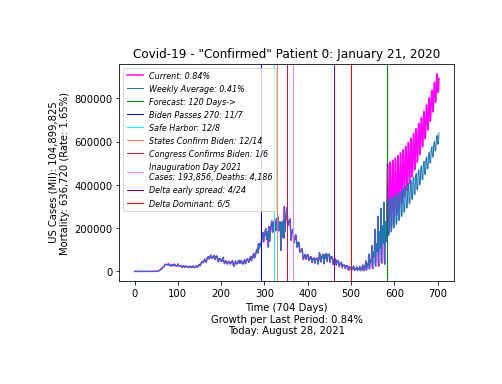 Covid-19 - "Confirmed" Patient 0: January 21, 2020
US Cases (Mil): 104,899,825
Mortality: 636,720 (Rate: 1.65%)
800000
600000
400000
200000
0
Current: 0.84%
Weekly Average: 0.41%
Forecast: 120 Days->
Biden Passes 270: 11/7
Safe Harbor: 12/8
States Confirm Biden: 12/14
Congress Confirms Biden: 1/6
Inauguration Day 2021
Cases: 193,856, Deaths: 4,186
Delta early spread: 4/24
Delta Dominant: 6/5
0 100 200 300 400 500 600 700
Time (704 Days)
Growth per Last Period: 0.84%
Today: August 28, 2021